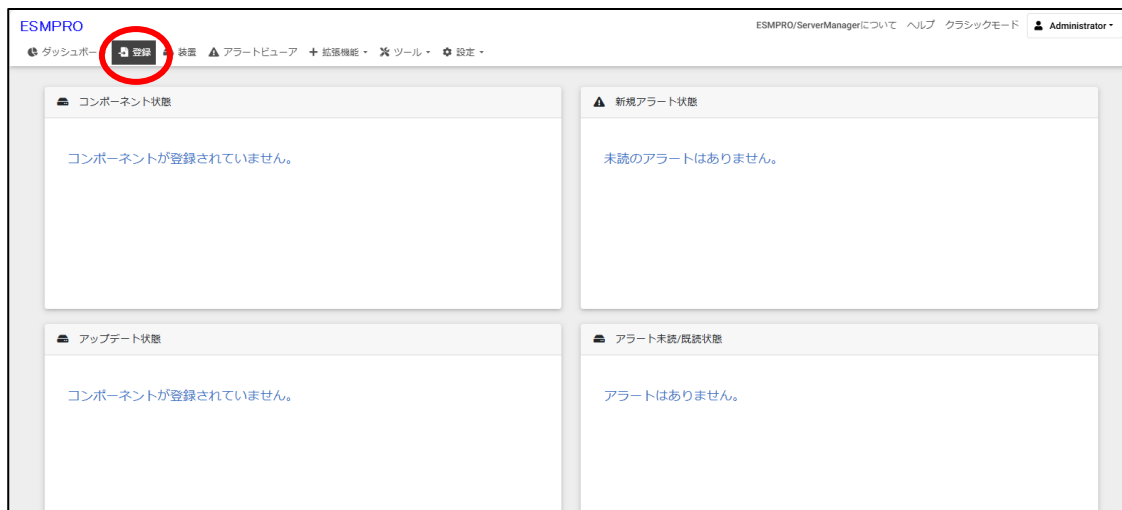 ESMPRO
ESMPRO/ServerManagerについて ヘルプ クラシックモード Administrator
ダッシュボー 登録 装置 アラートビューア 拡張機能 ツール 設定
コンポーネント状態
コンポーネントが登録されていません。
新規アラート状態
未読のアラートはありません。
アップデート状態
コンポーネントが登録されていません。
アラート未読/既読状態
アラートはありません。